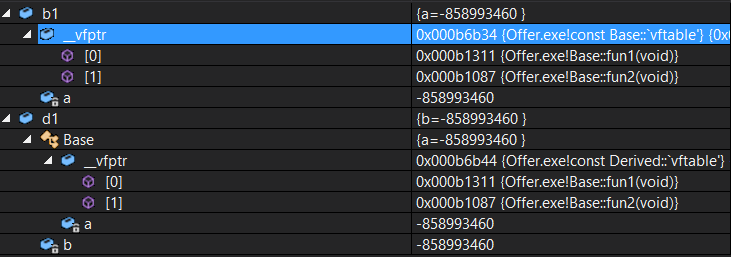 b1 {a=-858993460 }
__vfptr 0x000b6b34 {Offer.exe!const Base::`vftable'} {0x0
[0] 0x000b1311 {Offer.exe!Base::fun1(void)}
[1] 0x000b1087 {Offer.exe!Base::fun2(void)}
a -858993460
d1 {b=-858993460 }
Base {a=-858993460 }
__vfptr 0x000b6b44 {Offer.exe!const Derived::`vftable'}
[0] 0x000b1311 {Offer.exe!Base::fun1(void)}
[1] 0x000b1087 {Offer.exe!Base::fun2(void)}
a -858993460
b -858993460